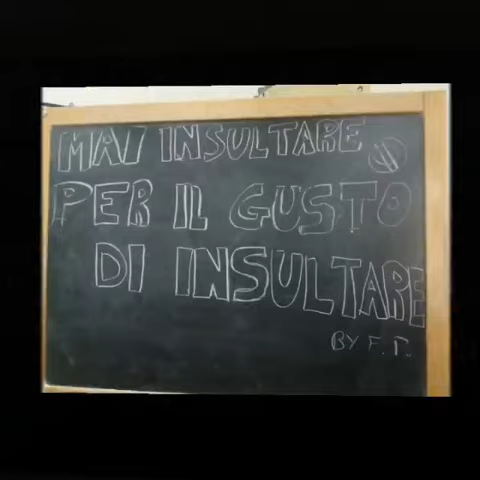 MAI INSULTARE
PER IL GUSTO
DI INSULTARE
BY F. T.